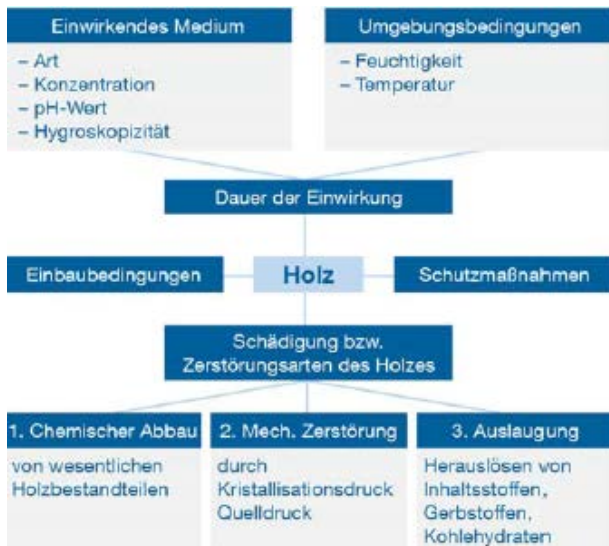 Einwirkendes Medium
– Art
– Konzentration
– pH-Wert
– Hygroskopizität
Umgebungsbedingungen
– Feuchtigkeit
– Temperatur
Dauer der Einwirkung
Einbaubedingungen
Holz
Schutzmaßnahmen
Schädigung bzw.
Zerstörungsarten des Holzes
1. Chemischer Abbau
von wesentlichen
Holzbestandteilen
2. Mech. Zerstörung
durch
Kristallisationsdruck
Quelldruck
3. Auslaugung
Herauslösen von
Inhaltsstoffen,
Gerbstoffen,
Kohlehydraten